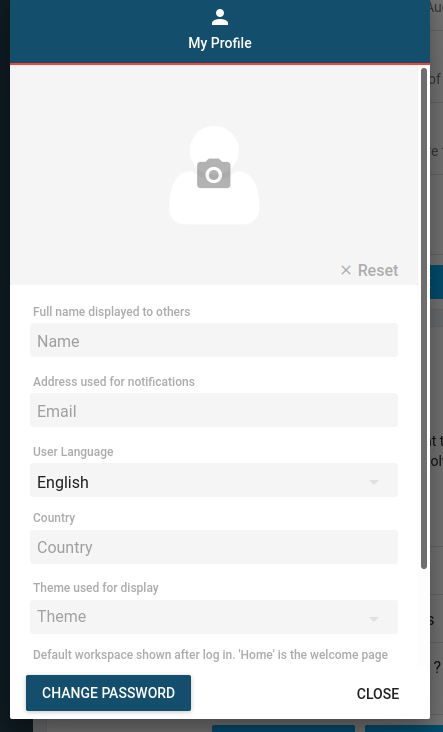 My Profile
× Reset
Full name displayed to others
Name
Address used for notifications
Email
User Language
English
Country
Country
Theme used for display
Theme
Default workspace shown after log in. 'Home' is the welcome page
CHANGE PASSWORD
CLOSE